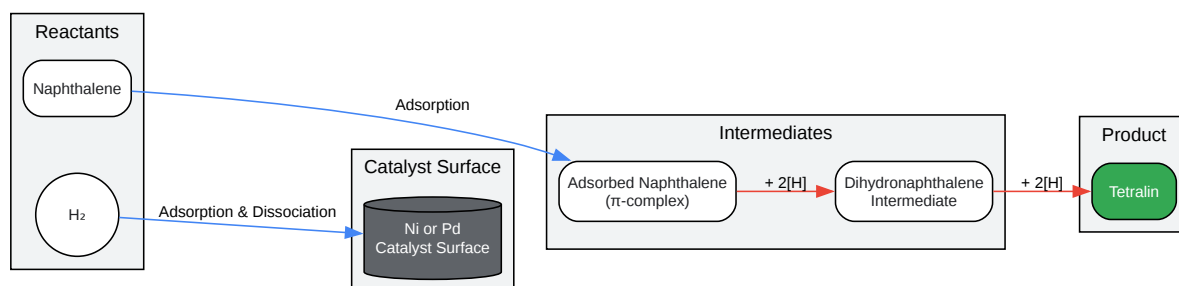 Reactants
Naphthalene
H₂
Adsorption
Adsorption & Dissociation
Catalyst Surface
Ni or Pd
Catalyst Surface
Intermediates
Adsorbed Naphthalene
(π-complex)
+ 2[H]
Dihydronaphthalene
Intermediate
+ 2[H]
Product
Tetralin